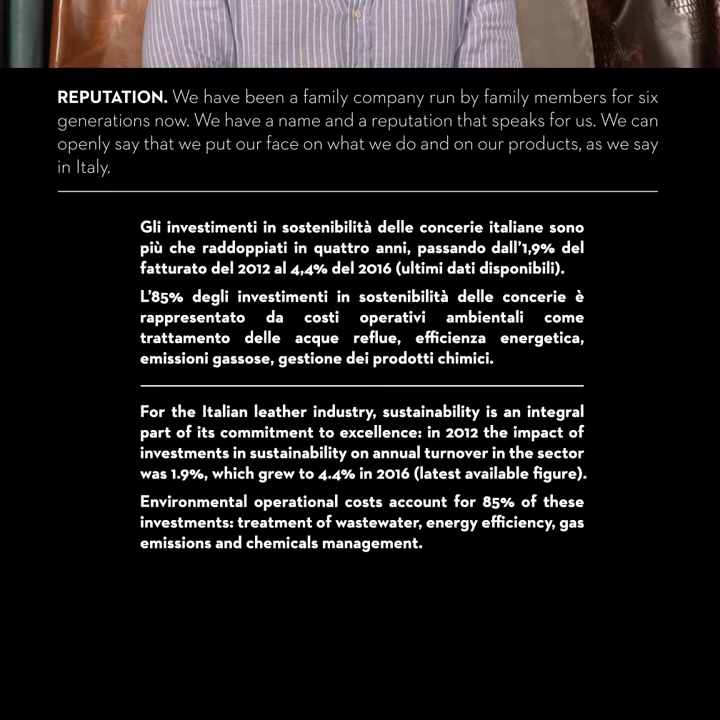 REPUTATION. We have been a family company run by family members for six
generations now. We have a name and a reputation that speaks for us. We can
openly say that we put our face on what we do and on our products, as we say
in Italy.
Gli investimenti in sostenibilità delle concerie italiane sono
più che raddoppiati in quattro anni, passando dall'1,9% del
fatturato del 2012 al 4,4% del 2016 (ultimi dati disponibili).
L'85% degli investimenti in sostenibilità delle concerie è
rappresentato da costi operativi ambientali come
trattamento delle acque reflue, efficienza energetica,
emissioni gassose, gestione dei prodotti chimici.
For the Italian leather industry, sustainability is an integral
part of its commitment to excellence: in 2012 the impact of
investments in sustainability on annual turnover in the sector
was 1.9%, which grew to 4.4% in 2016 (latest available figure).
Environmental operational costs account for 85% of these
investments: treatment of wastewater, energy efficiency, gas
emissions and chemicals management.